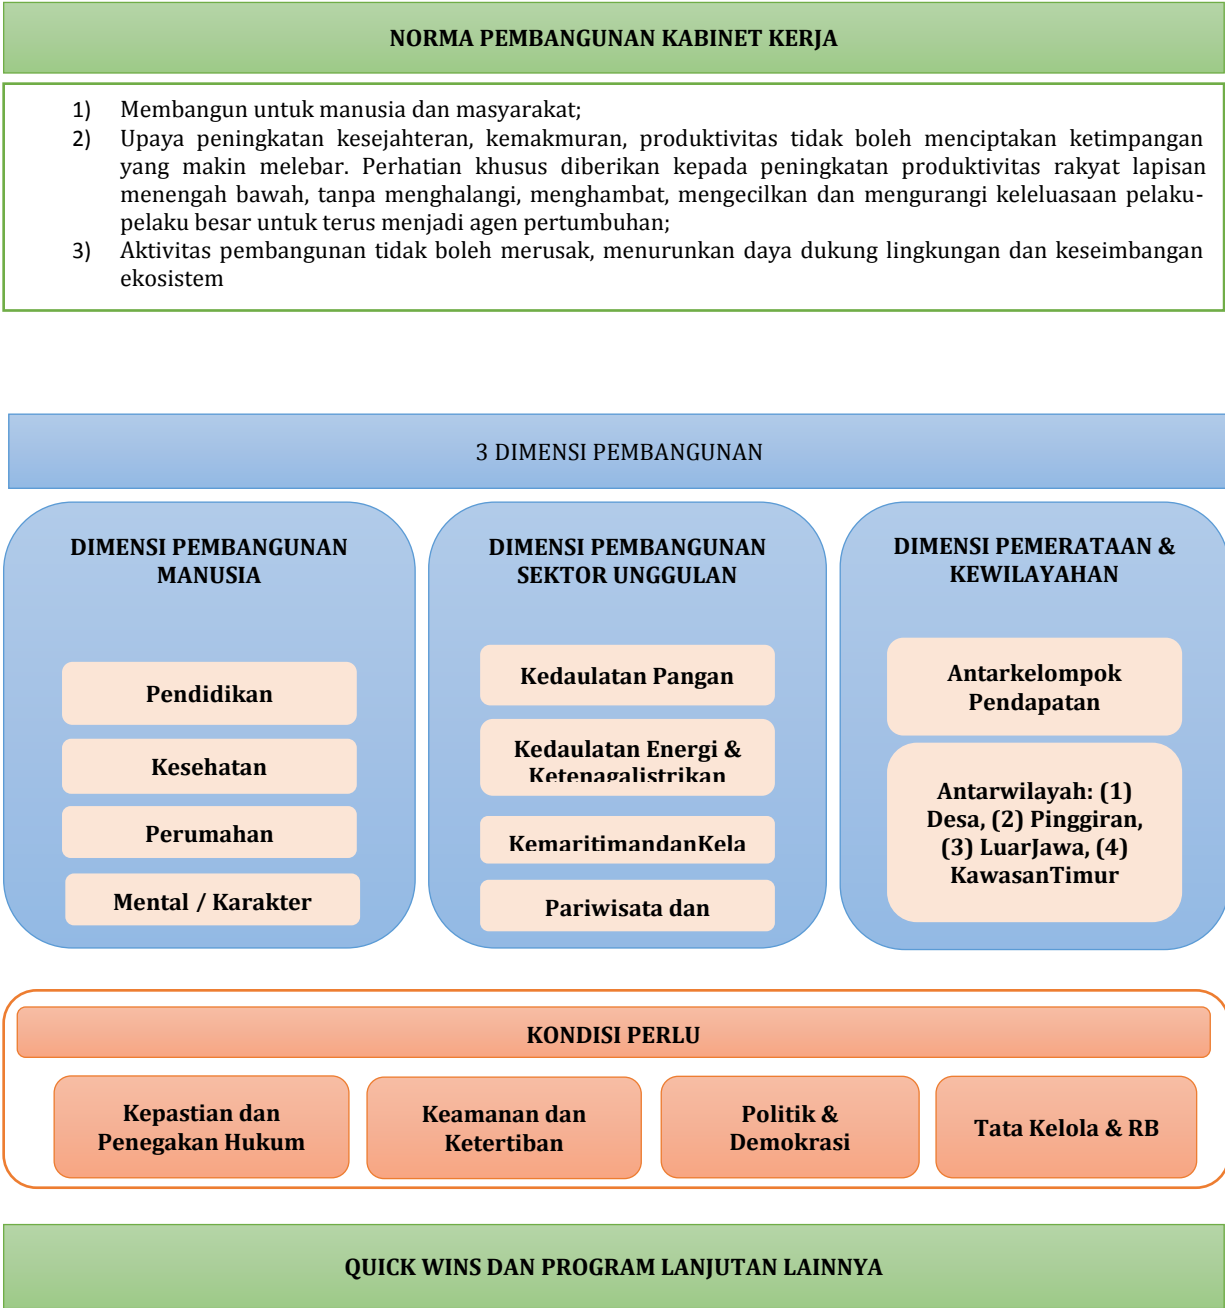 NORMA PEMBANGUNAN KABINET KERJA
1) Membangun untuk manusia dan masyarakat;
2) Upaya peningkatan kesejahteran, kemakmuran, produktivitas tidak boleh menciptakan ketimpangan
yang makin melebar. Perhatian khusus diberikan kepada peningkatan produktivitas rakyat lapisan
menengah bawah, tanpa menghalangi, menghambat, mengecilkan dan mengurangi keleluasaan pelaku-
pelaku besar untuk terus menjadi agen pertumbuhan;
3) Aktivitas pembangunan tidak boleh merusak, menurunkan daya dukung lingkungan dan keseimbangan
ekosistem
3 DIMENSI PEMBANGUNAN
DIMENSI PEMBANGUNAN
MANUSIA
Pendidikan
Kesehatan
Perumahan
Mental / Karakter
DIMENSI PEMBANGUNAN
SEKTOR UNGGULAN
Kedaulatan Pangan
Kedaulatan Energi &
Ketenagalistrikan
KemaritimandanKela
Pariwisata dan
DIMENSI PEMERATAAN &
KEWILAYAHAN
Antarkelompok
Pendapatan
Antarwilayah: (1)
Desa, (2) Pinggiran,
(3) LuarJawa, (4)
KawasanTimur
KONDISI PERLU
Kepastian dan
Penegakan Hukum
Keamanan dan
Ketertiban
Politik &
Demokrasi
Tata Kelola & RB
QUICK WINS DAN PROGRAM LANJUTAN LAINNYA